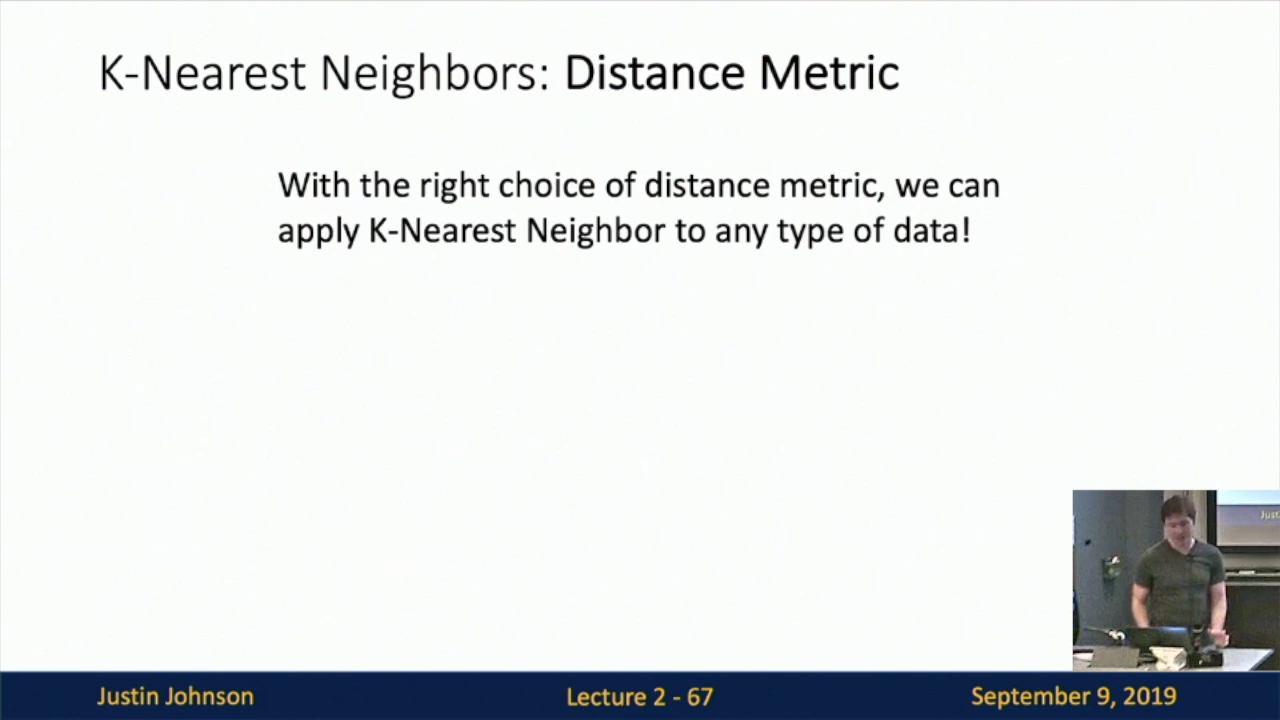 K-Nearest Neighbors: Distance Metric
With the right choice of distance metric, we can
apply K-Nearest Neighbor to any type of data!
Just
Justin Johnson
Lecture 2 - 67
September 9, 2019